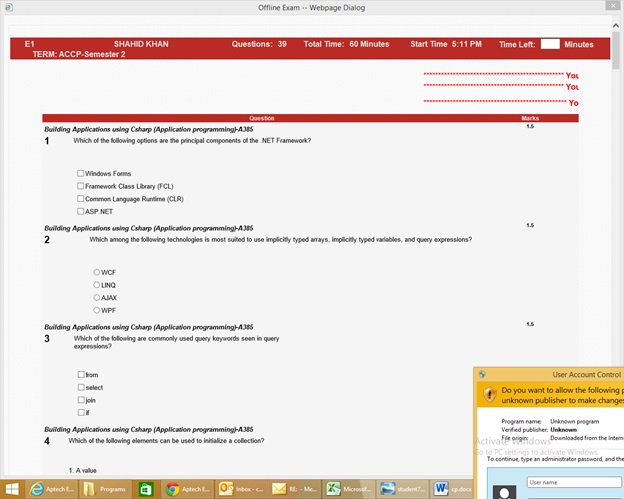 Offline Exam -- Webpage Dialog
E1 SHAHID KHAN Questions: 39 Total Time: 60 Minutes Start Time 5:11 PM Time Left: Minutes
TERM: ACCP-Semester 2
************************************************ You
************************************************ You
************************************************ Yo
Question Marks
Building Applications using Csharp (Application programming)-A385 1.5
1 Which of the following options are the principal components of the .NET Framework?
Windows Forms
Framework Class Library (FCL)
Common Language Runtime (CLR)
ASP.NET
Building Applications using Csharp (Application programming)-A385 1.5
2 Which among the following technologies is most suited to use implicitly typed arrays, implicitly typed variables, and query expressions?
WCF
LINQ
AJAX
WPF
Building Applications using Csharp (Application programming)-A385 1.5
3 Which of the following are commonly used query keywords seen in query
expressions?
from
select
join
if
Building Applications using Csharp (Application programming)-A385
4 Which of the following elements can be used to initialize a collection?
1. A value
User Account Control
Do you want to allow the following p
unknown publisher to make changes
Program name: Unknown program
Verified publisher: Unknown
File origin: Downloaded from the Intern
Activate Windows
Go to PC settings to activate Windows.
To continue, type an administrator password, and the
User name
Aptech E... Programs Aptech E... Inbox - c... RE: - Me... Microsof... student7... cp.docx